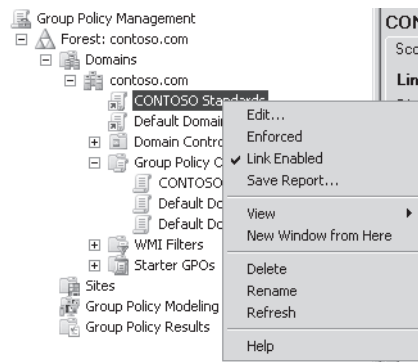 Group Policy Management
Forest: contoso.com
Domains
contoso.com
CONTOSO Standards
Default Domai
Domain Contro
Group Policy O
CONTOSO
Default Do
Default Do
WMI Filters
Starter GPOs
Sites
Group Policy Modeling
Group Policy Results
Edit...
Enforced
Link Enabled
Save Report...
View
New Window from Here
Delete
Rename
Refresh
Help
CON
Sco
Lin